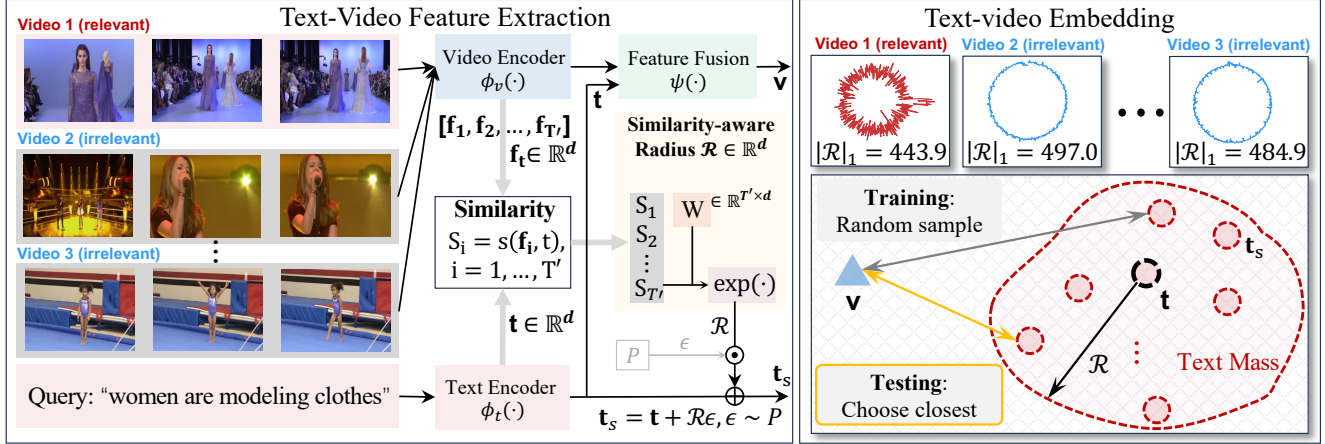 Text-Video Feature Extraction
Video 1 (relevant)
Video 2 (irrelevant)
⋮
Video 3 (irrelevant)
Query: “women are modeling clothes”
Video Encoder
ϕ_v(·)
[f_1, f_2, ..., f_T′]
f_t ∈ ℝ^d
Similarity
S_i = s(f_i, t),
i = 1, ..., T′
t ∈ ℝ^d
Text Encoder
ϕ_t(·)
Feature Fusion
ψ(·)
t
v
Similarity-aware
Radius ℛ ∈ ℝ^d
S_1
S_2
⋮
S_T′
W ∈ ℝ^{T′×d}
exp(·)
ℛ
P
ϵ
t_s
t_s = t + ℛϵ, ϵ ~ P
Text-video Embedding
Video 1 (relevant)
|ℛ|_1 = 443.9
Video 2 (irrelevant)
|ℛ|_1 = 497.0
• • •
Video 3 (irrelevant)
|ℛ|_1 = 484.9
Training:
Random sample
v
t_s
t
ℛ
⋮
Text Mass
Testing:
Choose closest